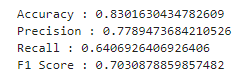 Accuracy : 0.8301630434782609
Precision : 0.7789473684210526
Recall : 0.6406926406926406
F1 Score : 0.7030878859857482